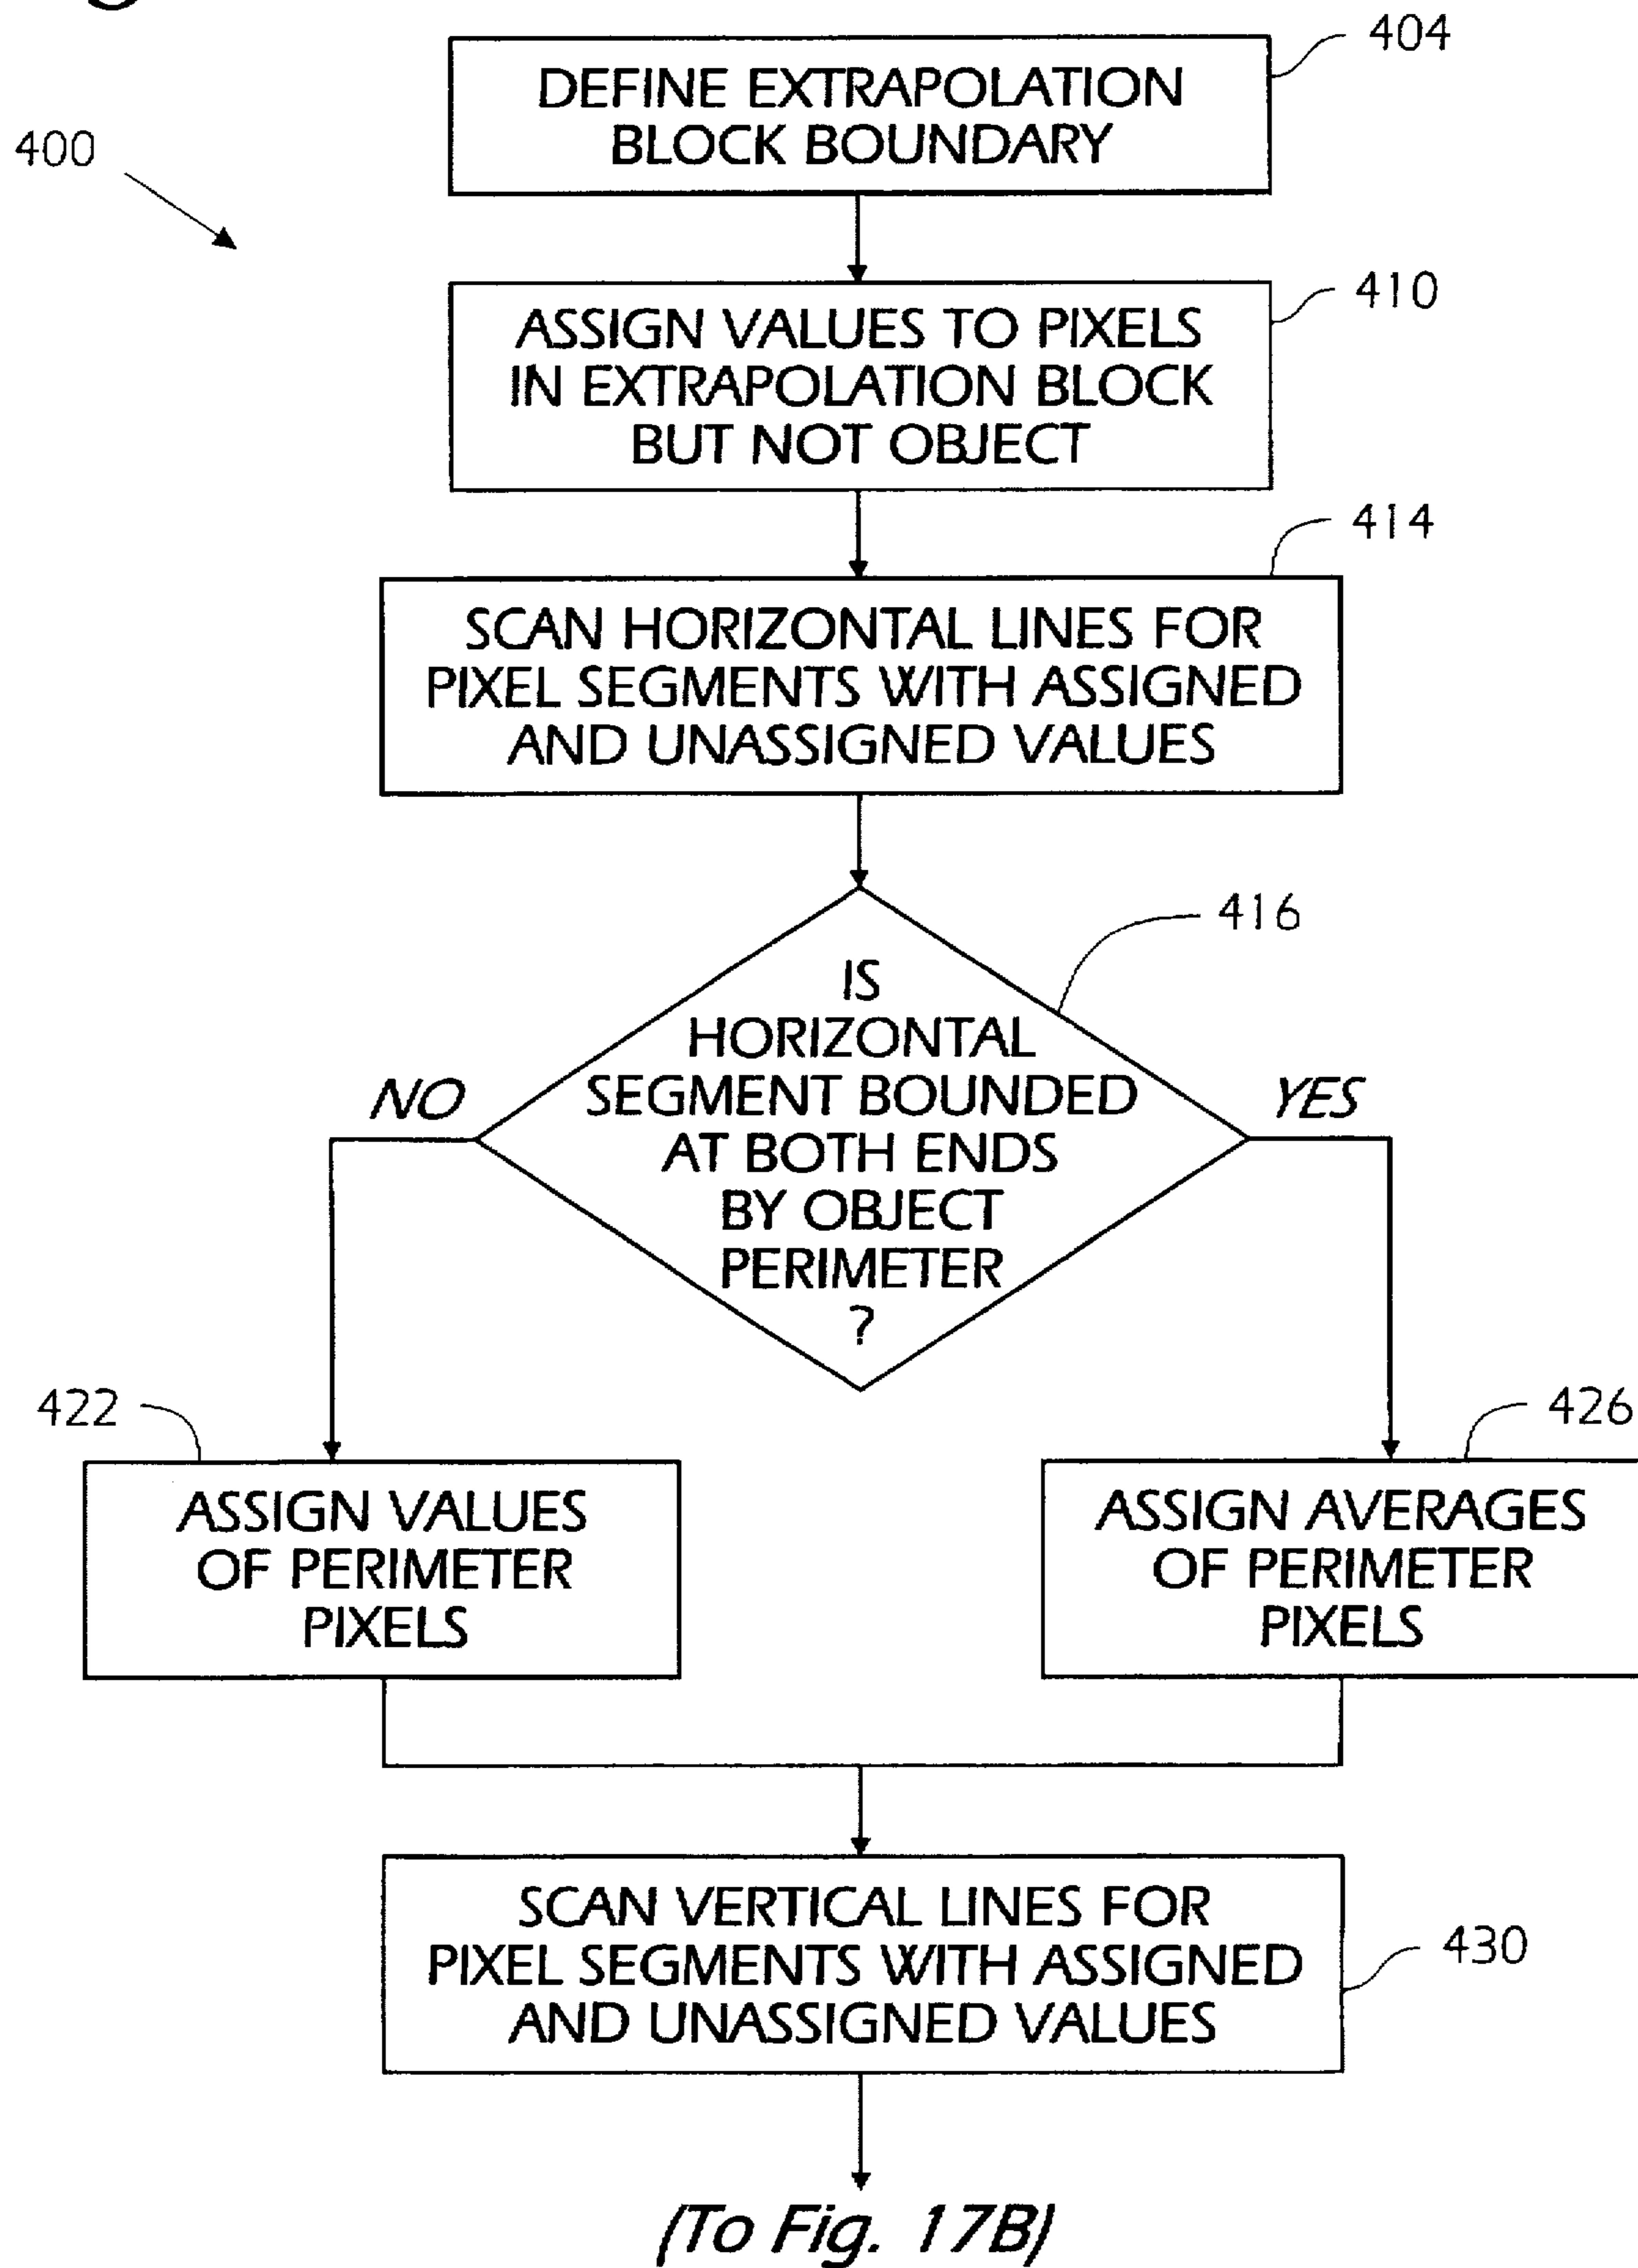 404
DEFINE EXTRAPOLATION
BLOCK BOUNDARY
400
410
ASSIGN VALUES TO PIXELS
IN EXTRAPOLATION BLOCK
BUT NOT OBJECT
414
SCAN HORIZONTAL LINES FOR
PIXEL SEGMENTS WITH ASSIGNED
AND UNASSIGNED VALUES
416
IS
HORIZONTAL
SEGMENT BOUNDED
AT BOTH ENDS
BY OBJECT
PERIMETER
?
NO
YES
422
ASSIGN VALUES
OF PERIMETER
PIXELS
426
ASSIGN AVERAGES
OF PERIMETER
PIXELS
SCAN VERTICAL LINES FOR
PIXEL SEGMENTS WITH ASSIGNED
AND UNASSIGNED VALUES
430
(To Fig. 17B)